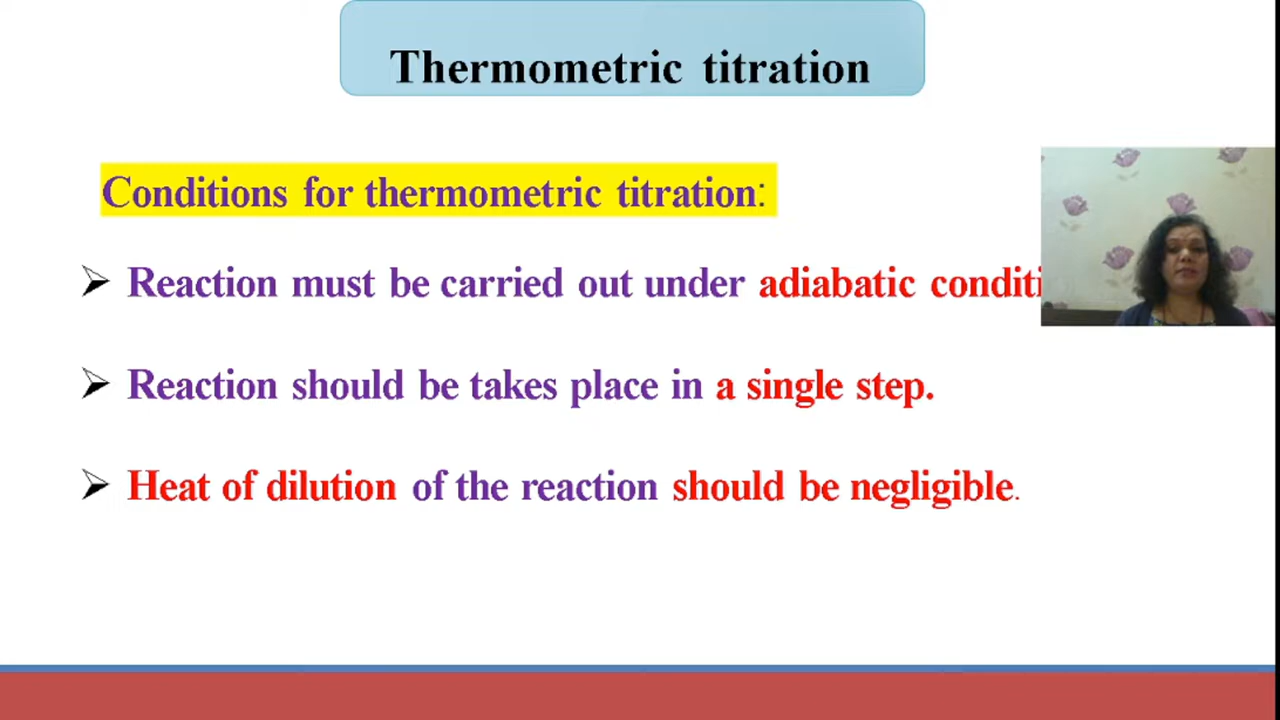 Thermometric titration
Conditions for thermometric titration:
Reaction must be carried out under adiabatic
Reaction should be takes place in a single step.
Heat of dilution of the reaction should be negligible.